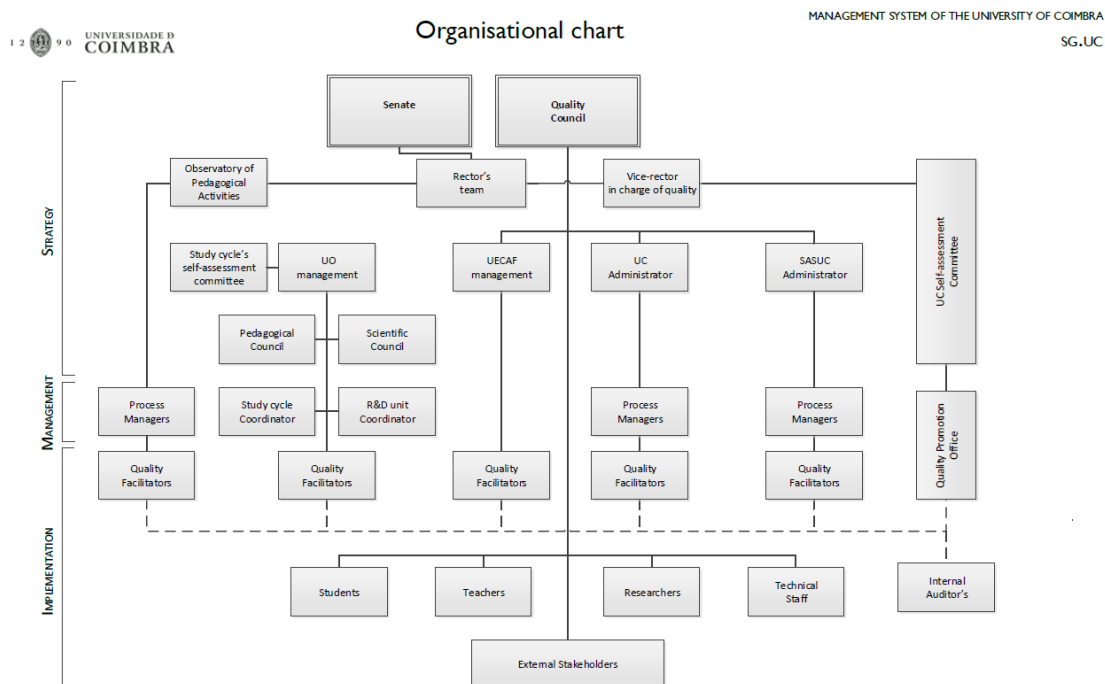 MANAGEMENT SYSTEM OF THE UNIVERSITY OF COIMBRA
SG.UC
Organisational chart
1 2 9 0
UNIVERSIDADE D
COIMBRA
Senate
Quality
Council
Observatory of
Pedagogical
Activities
Rector's
team
Vice-rector
in charge of quality
UC Self-assessment
Committee
STRATEGY
Study cycle's
self-assessment
committee
UO
management
UECAF
management
UC
Administrator
SASUC
Administrator
Pedagogical
Council
Scientific
Council
MANAGEMENT
Process
Managers
Study cycle
Coordinator
R&D unit
Coordinator
Process
Managers
Process
Managers
Quality Promotion
Office
Quality
Facilitators
Quality
Facilitators
Quality
Facilitators
Quality
Facilitators
Quality
Facilitators
IMPLEMENTATION
Students
Teachers
Researchers
Technical
Staff
Internal
Auditor's
External Stakeholders